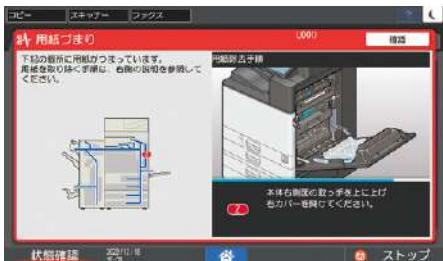 コピー
スキャナー
ファクス
用紙づまり
確認
下記の個所に用紙がつまっています。
用紙を取り除く手順は、右側の説明を参照して
ください。
用紙除去手順
本体右側面の取っ手を上に上げ
右カバーを開けてください。
状態確認
ストップ